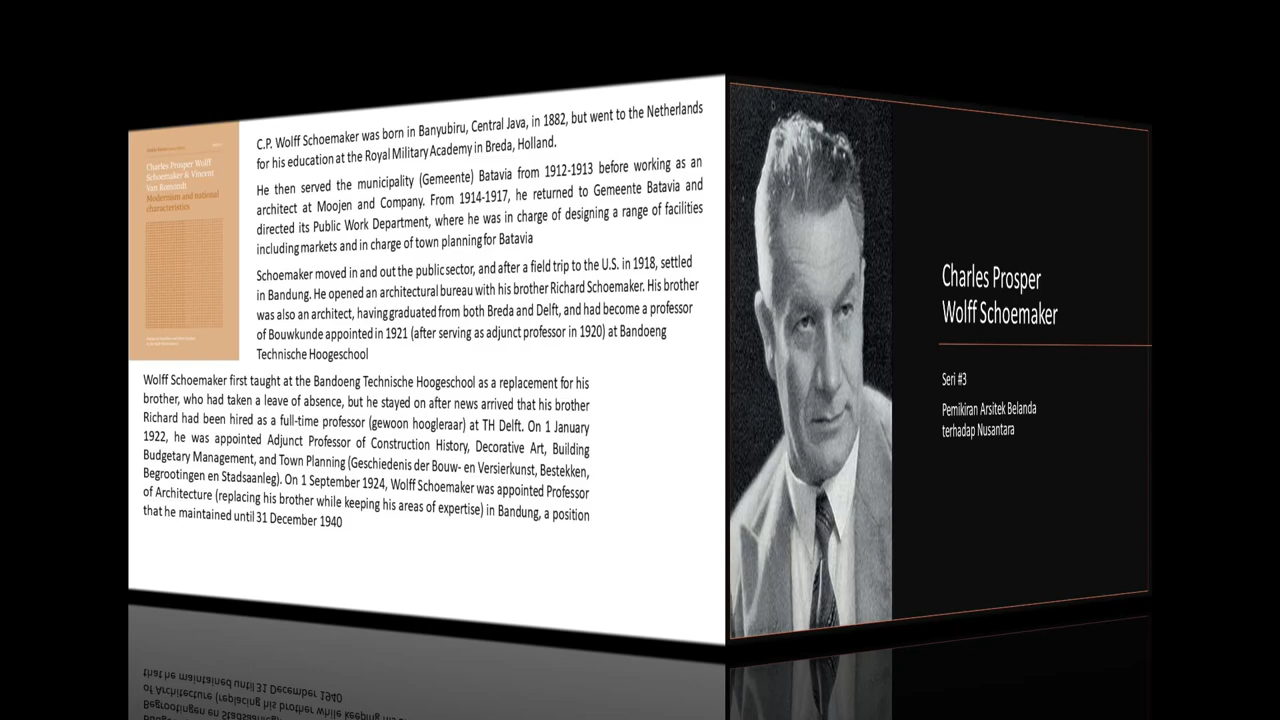 Charles Prosper Wolff
Schoemaker & Vincent
Van Romondt
Modernism and national
characteristics
C.P. Wolff Schoemaker was born in Banyubiru, Central Java, in 1882, but went to the Netherlands
for his education at the Royal Military Academy in Breda, Holland.
He then served the municipality (Gemeente) Batavia from 1912-1913 before working as an
architect at Moojen and Company. From 1914-1917, he returned to Gemeente Batavia and
directed its Public Work Department, where he was in charge of designing a range of facilities
including markets and in charge of town planning for Batavia
Schoemaker moved in and out the public sector, and after a field trip to the U.S. in 1918, settled
in Bandung. He opened an architectural bureau with his brother Richard Schoemaker. His brother
was also an architect, having graduated from both Breda and Delft, and had become a professor
of Bouwkunde appointed in 1921 (after serving as adjunct professor in 1920) at Bandoeng
Technische Hoogeschool
Wolff Schoemaker first taught at the Bandoeng Technische Hoogeschool as a replacement for his
brother, who had taken a leave of absence, but he stayed on after news arrived that his brother
Richard had been hired as a full-time professor (gewoon hoogleraar) at TH Delft. On 1 January
1922, he was appointed Adjunct Professor of Construction History, Decorative Art, Building
Budgetary Management, and Town Planning (Geschiedenis der Bouw- en Versierkunst, Bestekken,
Begrootingen en Stadsaanleg). On 1 September 1924, Wolff Schoemaker was appointed Professor
of Architecture (replacing his brother while keeping his areas of expertise) in Bandung, a position
that he maintained until 31 December 1940
Charles Prosper
Wolff Schoemaker
Seri #3
Pemikiran Arsitek Belanda
terhadap Nusantara